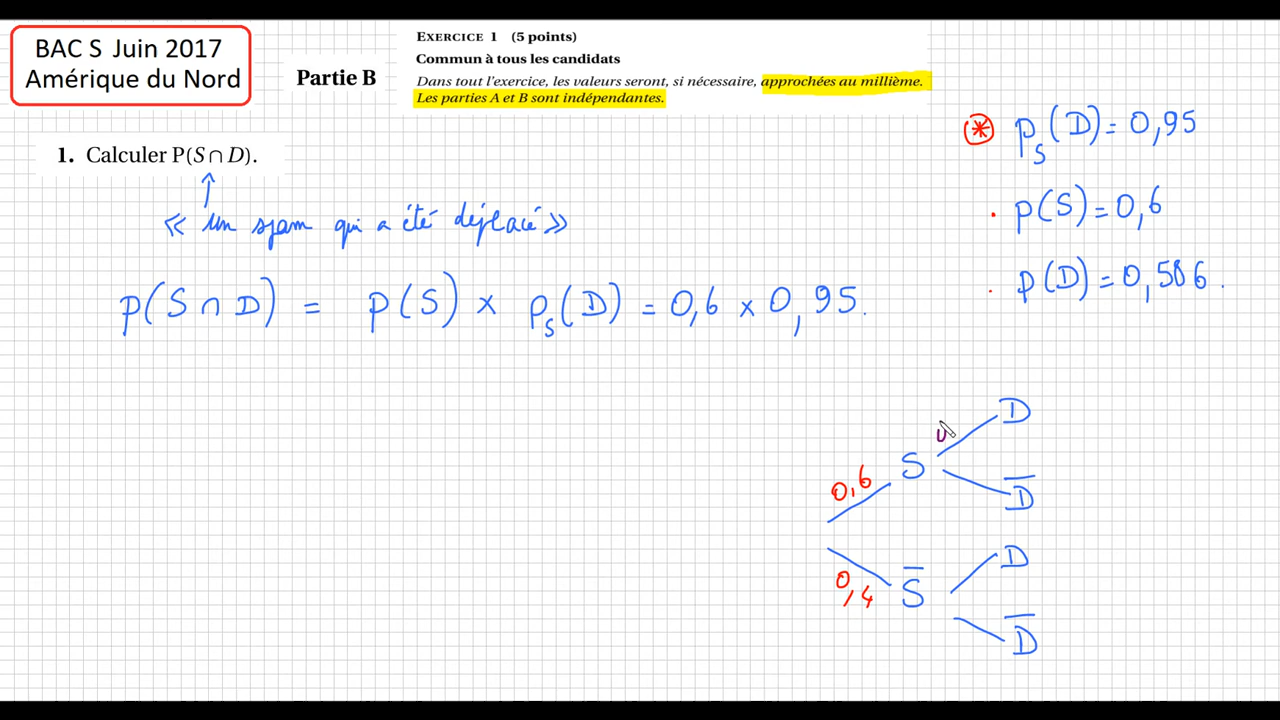 BAC S Juin 2017
Amérique du Nord
Partie B
EXERCICE 1 (5 points)
Commun à tous les candidats
Dans tout l'exercice, les valeurs seront, si nécessaire, approchées au millième.
Les parties A et B sont indépendantes.
1. Calculer P(S ∩ D).
« Un spam qui a été déplacé »
p(S ∩ D) = p(S) × p_S(D) = 0,6 × 0,95.
* p_S(D) = 0,95
. p(S) = 0,6
. p(D) = 0,586.
0,6
S
0
D
D̅
0,4
S̅
D
D̅